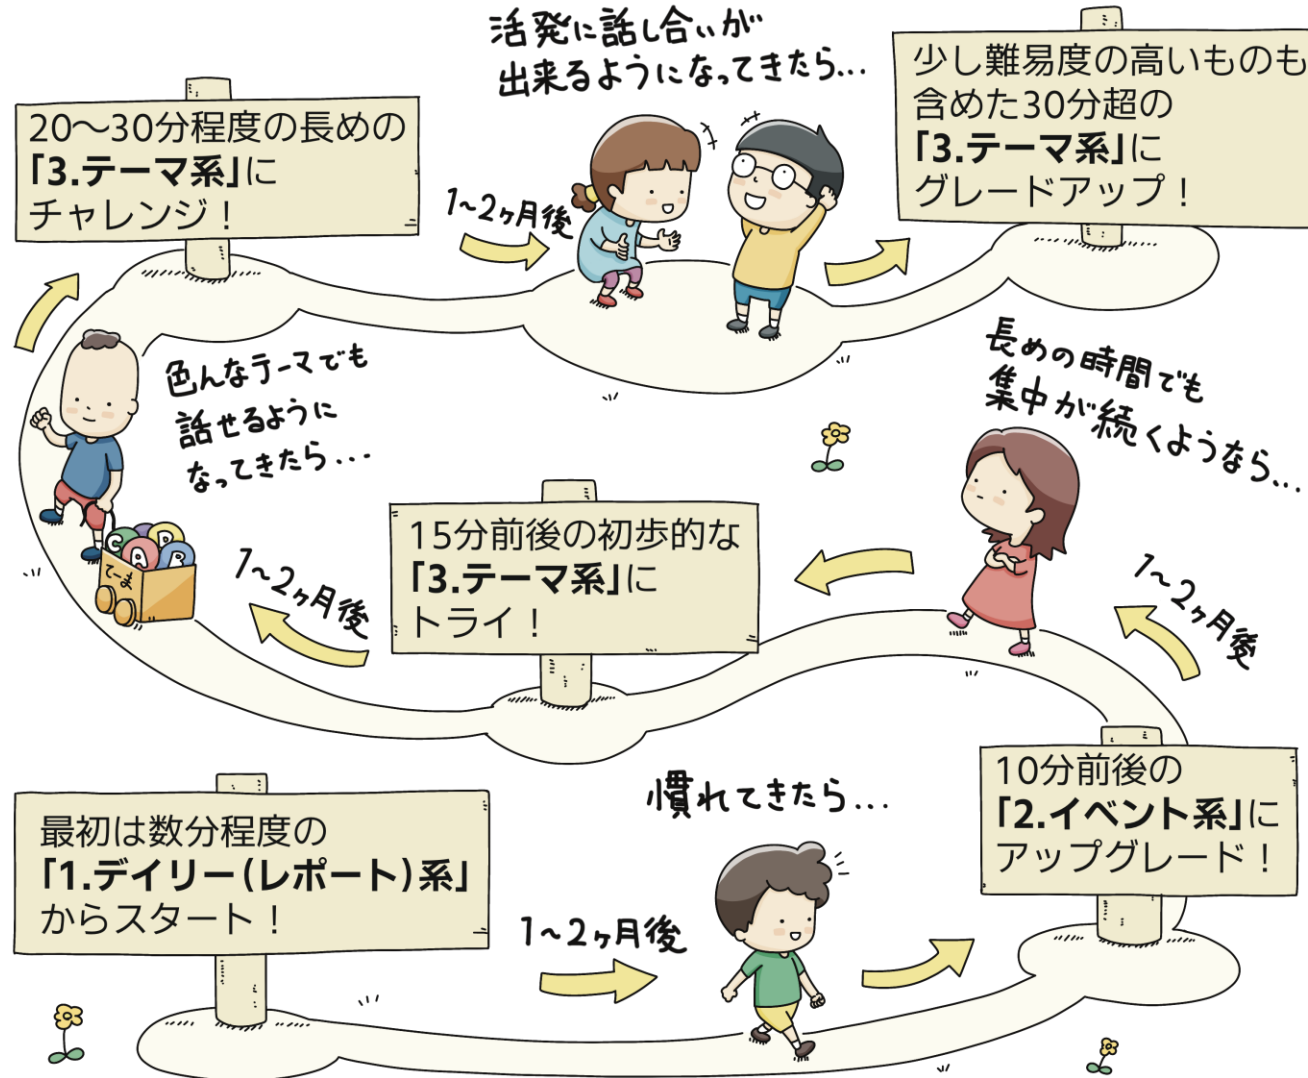 最初は数分程度の
「1.デイリー(レポート)系」
からスタート！
1～2ヶ月後
慣れてきたら...
10分前後の
「2.イベント系」に
アップグレード！
1～2ヶ月後
長めの時間でも
集中が続くようなら...
15分前後の初歩的な
「3.テーマ系」に
トライ！
1～2ヶ月後
色んなテーマでも
話せるように
なってきたら...
C
A
B
D
てーま
20～30分程度の長めの
「3.テーマ系」に
チャレンジ！
1～2ヶ月後
活発に話し合いが
出来るようになってきたら...
少し難易度の高いものも
含めた30分超の
「3.テーマ系」に
グレードアップ！